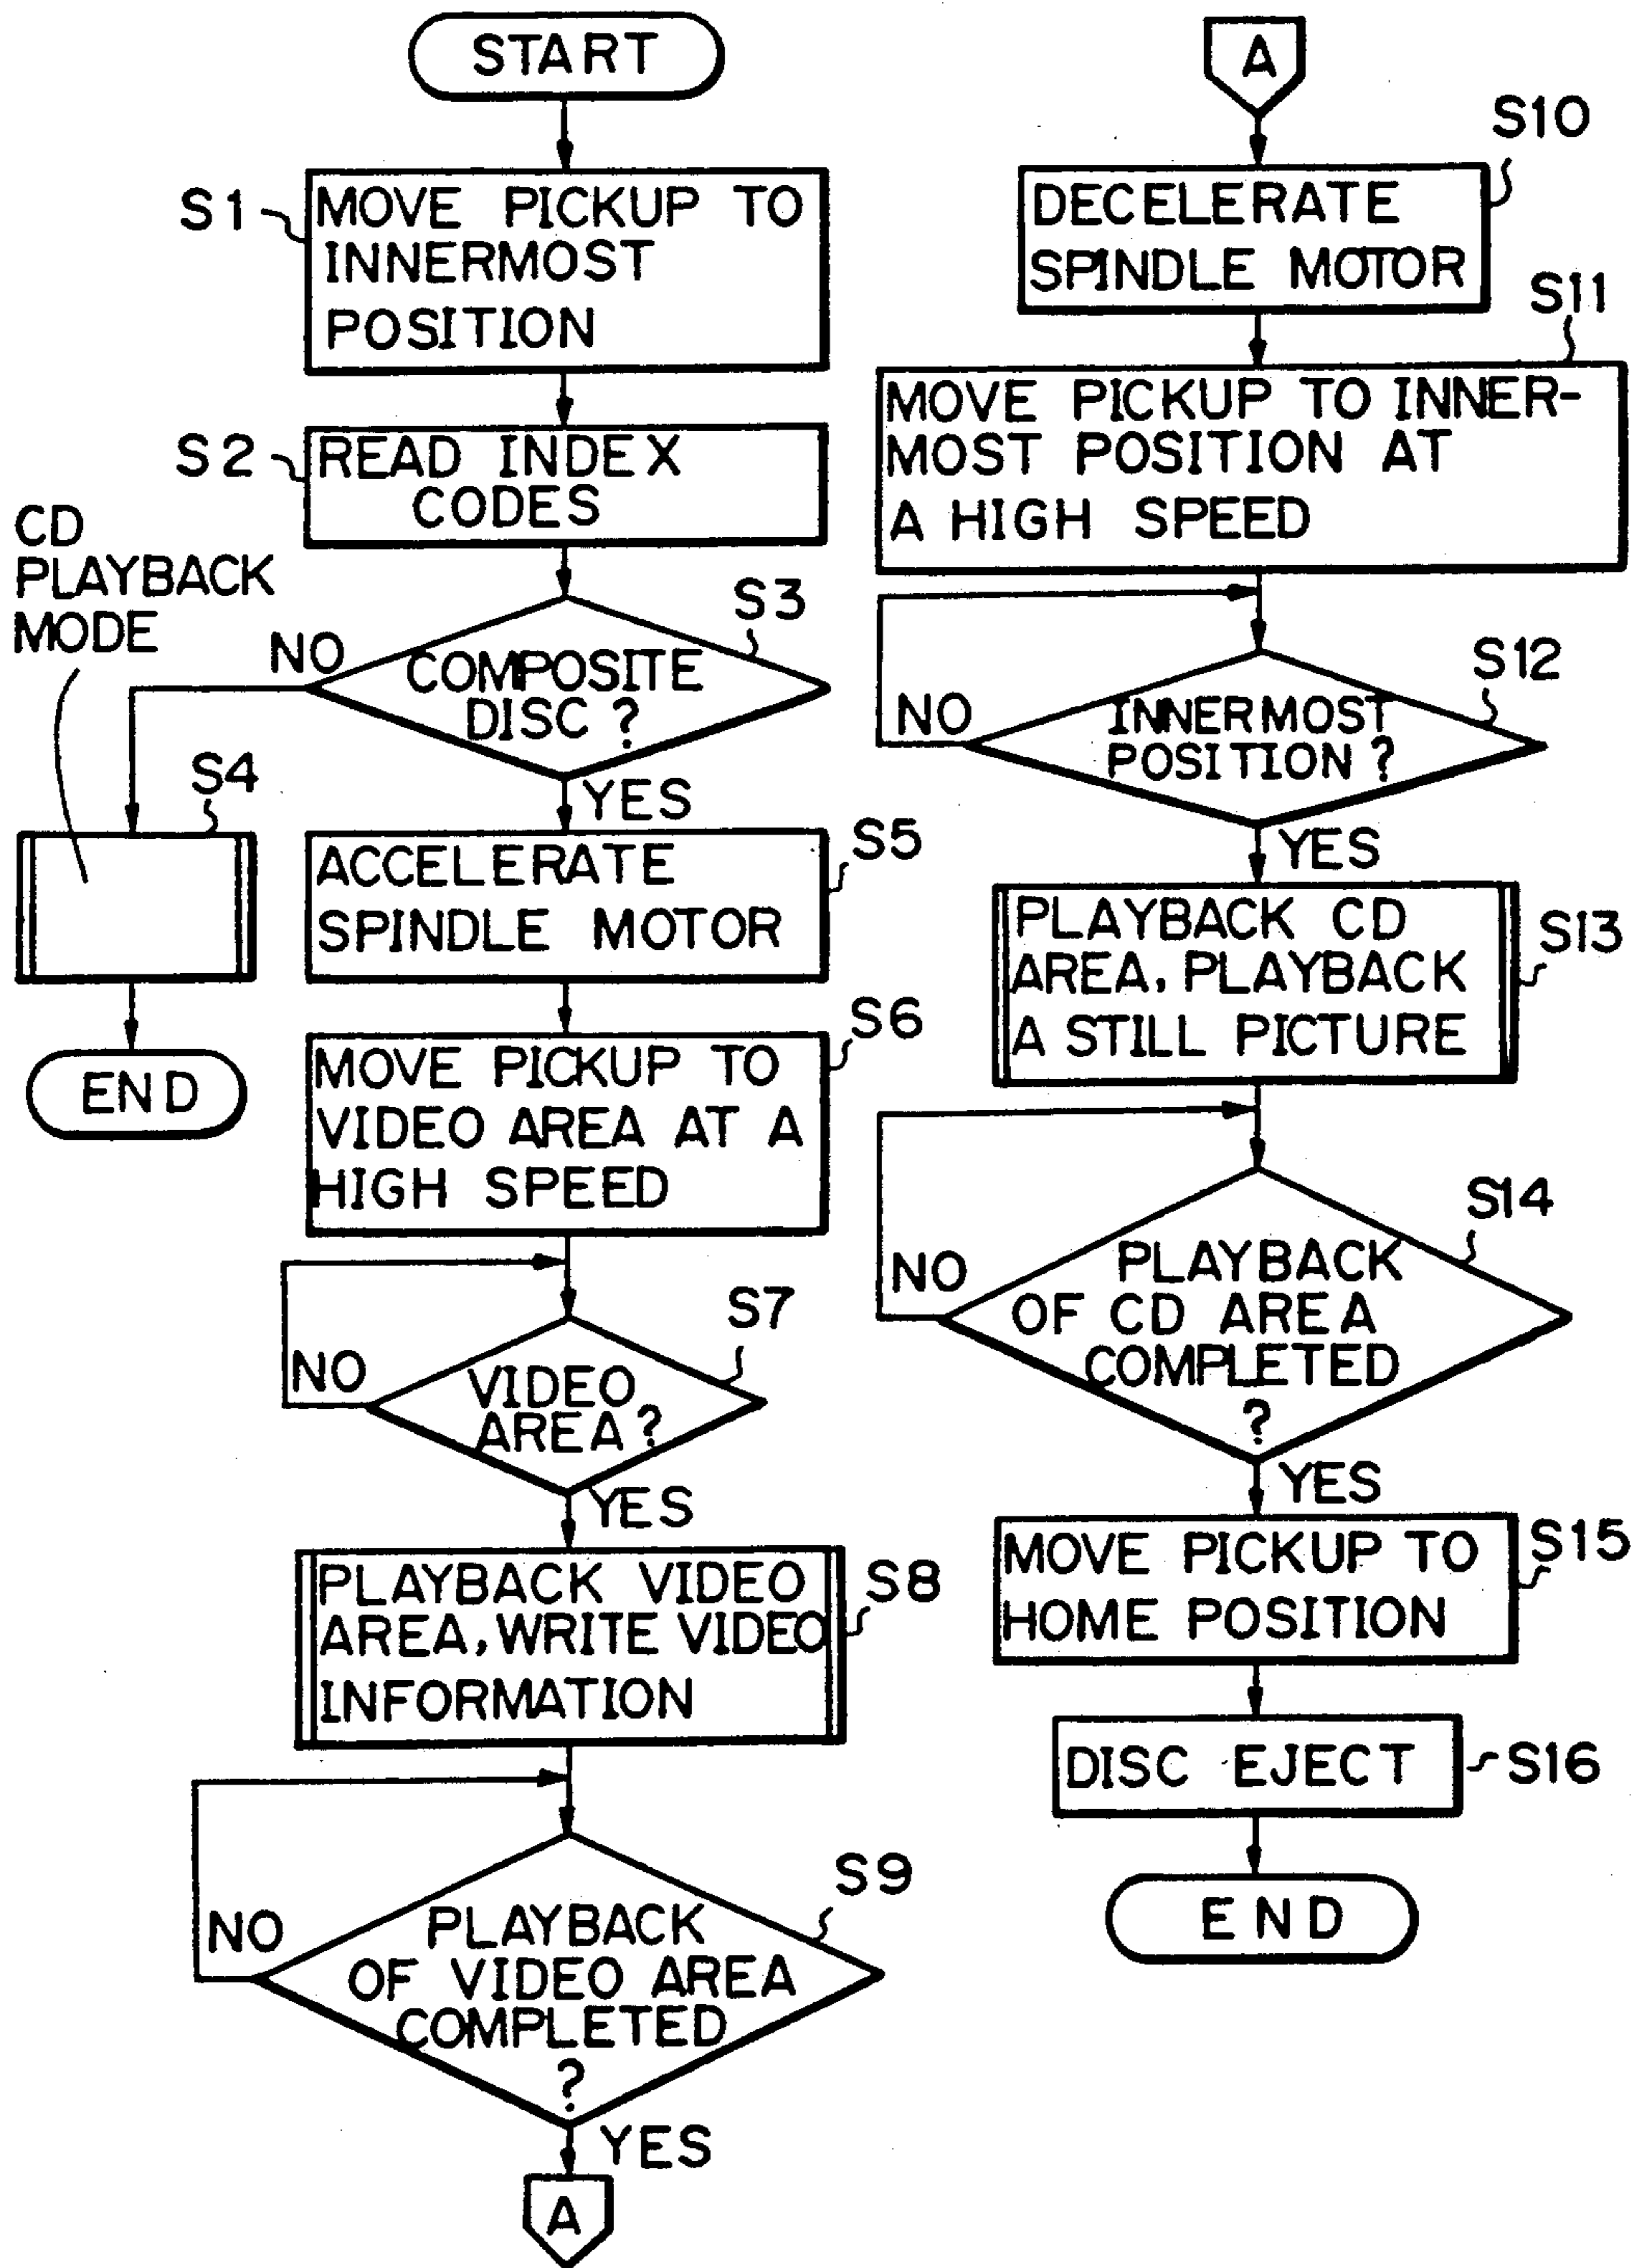 START
S1
MOVE PICKUP TO
INNERMOST
POSITION
S2
READ INDEX
CODES
CD
PLAYBACK
MODE
S3
NO
COMPOSITE
DISC?
YES
S4
END
S5
ACCELERATE
SPINDLE MOTOR
S6
MOVE PICKUP TO
VIDEO AREA AT A
HIGH SPEED
S7
NO
VIDEO
AREA?
YES
S8
PLAYBACK VIDEO
AREA, WRITE VIDEO
INFORMATION
S9
NO
PLAYBACK
OF VIDEO AREA
COMPLETED
?
YES
A
A
S10
DECELERATE
SPINDLE MOTOR
S11
MOVE PICKUP TO INNER-
MOST POSITION AT
A HIGH SPEED
S12
NO
INNERMOST
POSITION?
YES
S13
PLAYBACK CD
AREA, PLAYBACK
A STILL PICTURE
S14
NO
PLAYBACK
OF CD AREA
COMPLETED
?
YES
S15
MOVE PICKUP TO
HOME POSITION
DISC EJECT
S16
END